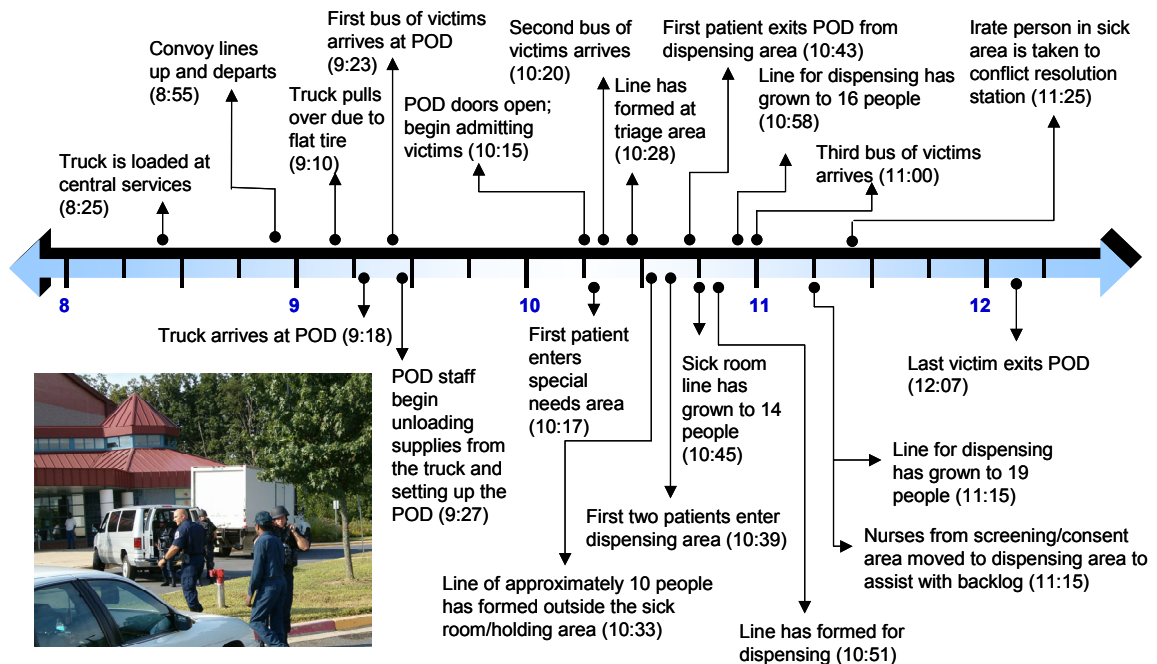 Convoy lines
up and departs
(8:55)
First bus of victims
arrives at POD
(9:23)
Second bus of
victims arrives
(10:20)
First patient exits POD from
dispensing area (10:43)
Irate person in sick
area is taken to
conflict resolution
station (11:25)
Truck is loaded at
central services
(8:25)
Truck pulls
over due to
flat tire
(9:10)
POD doors open;
begin admitting
victims (10:15)
Line has
formed at
triage area
(10:28)
Line for dispensing has
grown to 16 people
(10:58)
Third bus of victims
arrives (11:00)
8
9
10
11
12
Truck arrives at POD (9:18)
POD staff
begin
unloading
supplies from
the truck and
setting up the
POD (9:27)
First patient
enters
special
needs area
(10:17)
Line of approximately 10 people
has formed outside the sick
room/holding area (10:33)
First two patients enter
dispensing area (10:39)
Sick room
line has
grown to 14
people
(10:45)
Line has formed for
dispensing (10:51)
Line for dispensing
has grown to 19
people (11:15)
Nurses from screening/consent
area moved to dispensing area to
assist with backlog (11:15)
Last victim exits POD
(12:07)